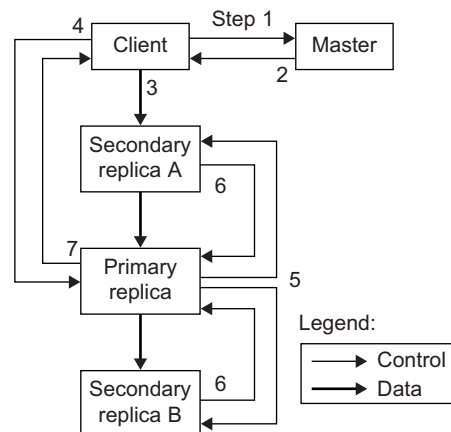 4
Client
Step 1
Master
2
3
Secondary
replica A
6
7
Primary
replica
5
Legend:
Control
Data
Secondary
replica B
6